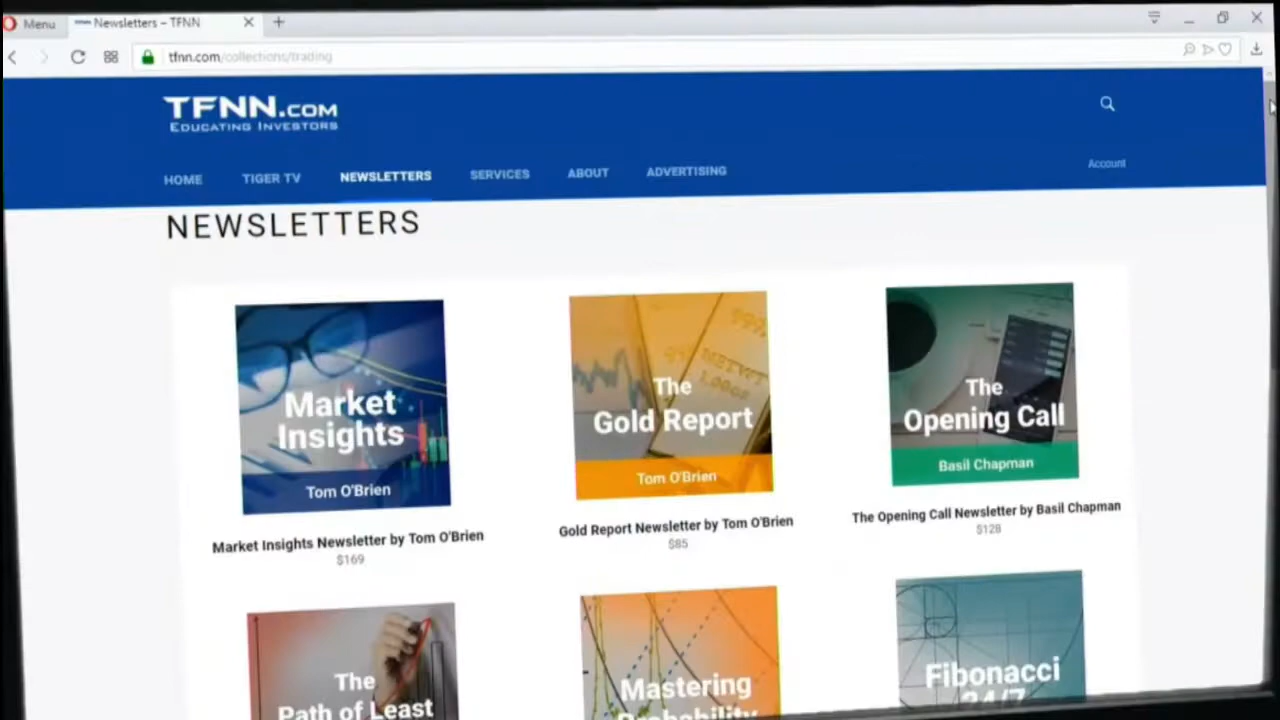 Menu
Newsletters – TFNN
tfnn.com/collections/trading
TFNN.COM
EDUCATING INVESTORS
HOME
TIGER TV
NEWSLETTERS
SERVICES
ABOUT
ADVERTISING
Account
NEWSLETTERS
Market
Insights
Tom O'Brien
Market Insights Newsletter by Tom O'Brien
$169
The
Gold Report
Tom O'Brien
Gold Report Newsletter by Tom O'Brien
$85
The
Opening Call
Basil Chapman
The Opening Call Newsletter by Basil Chapman
$128
The
Path of Least
Mastering
Probability
Fibonacci
24/7